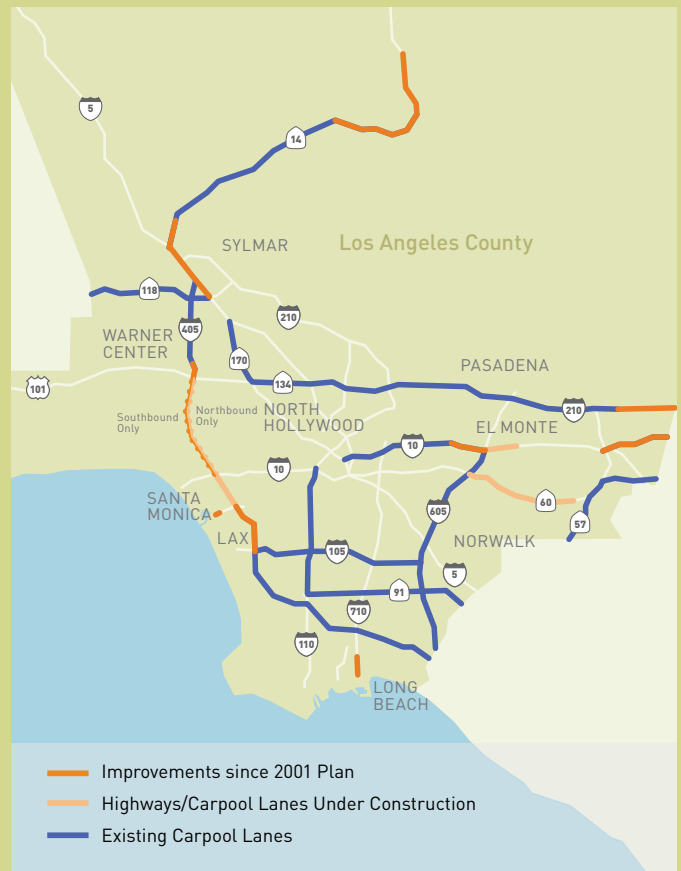 5
14
SYLMAR
Los Angeles County
118
405
210
WARNER
CENTER
170
101
134
PASADENA
210
Southbound
Only
Northbound
Only
NORTH
HOLLYWOOD
EL MONTE
10
10
SANTA
MONICA
605
60
57
LAX
105
NORWALK
5
91
710
110
LONG
BEACH
Improvements since 2001 Plan
Highways/Carpool Lanes Under Construction
Existing Carpool Lanes